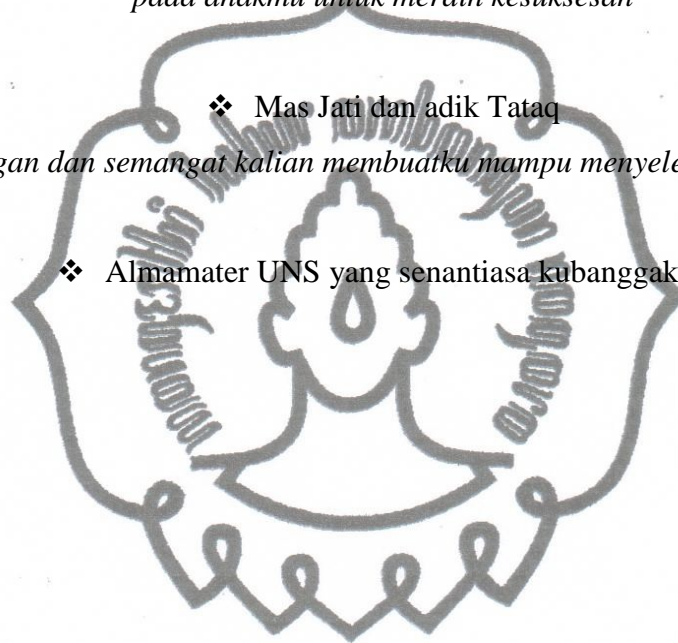 pada anakmu untuk meraih kesuksesan
❖ Mas Jati dan adik Tataq
gan dan semangat kalian membuatku mampu menyele
❖ Almamater UNS yang senantiasa kubanggak